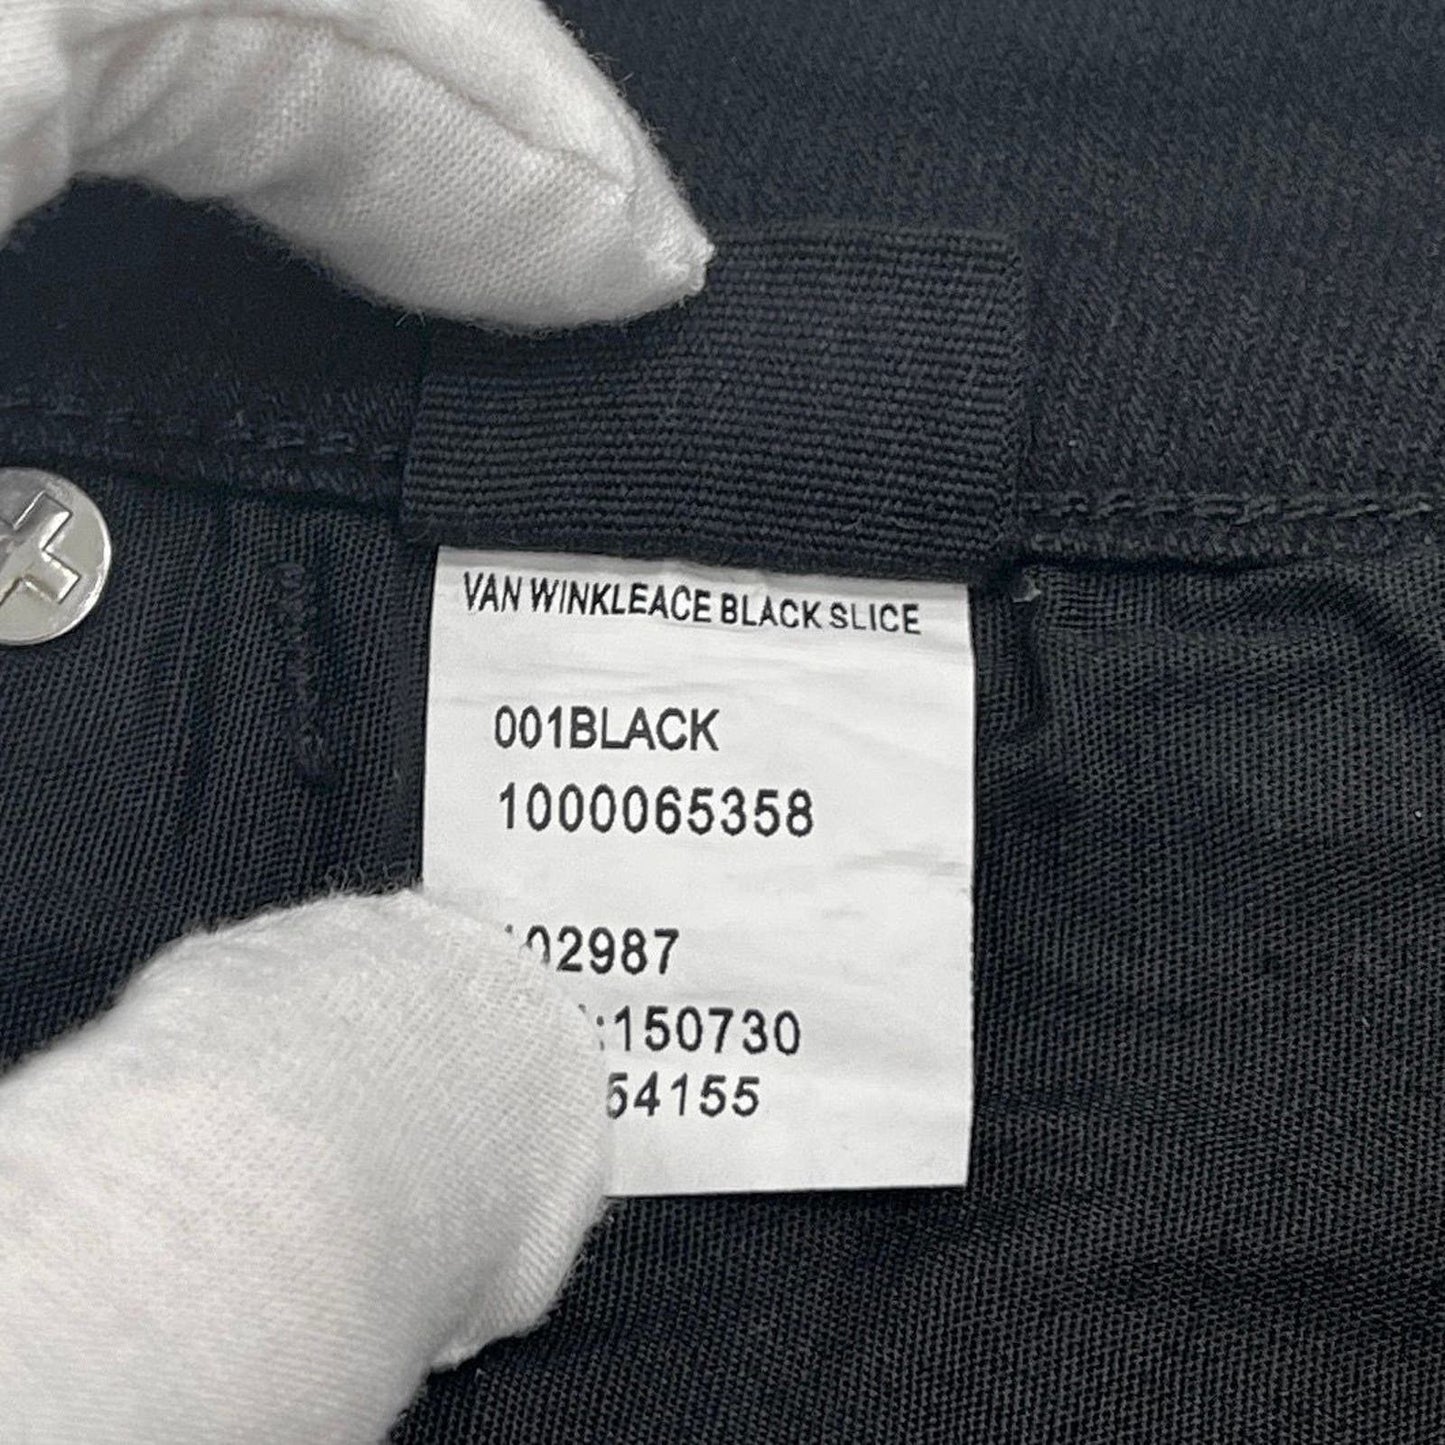 VAN WINKLEACE BLACK SLICE
001BLACK
1000065358
02987
:150730
54155